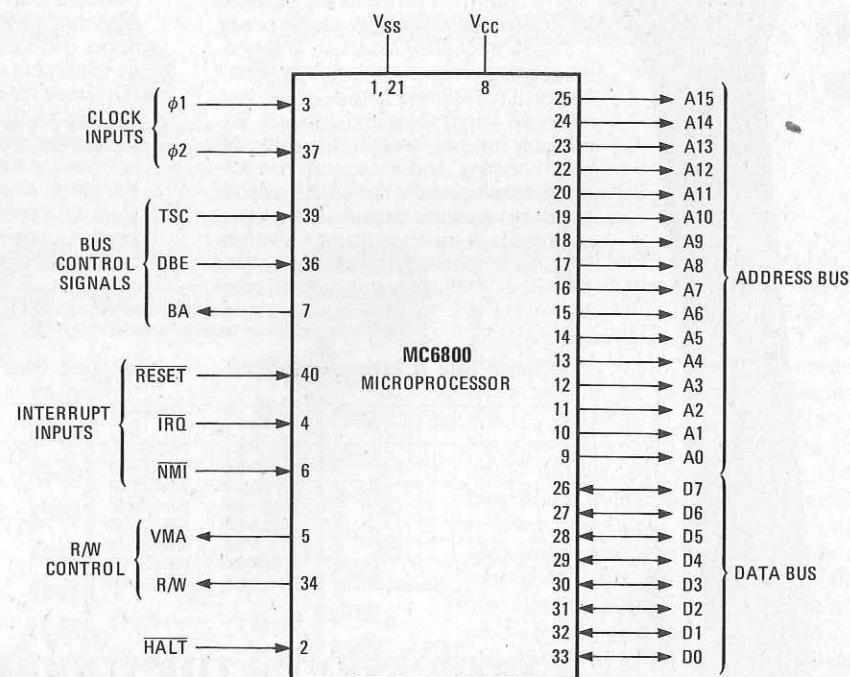 VSS VCC
1,21 8
CLOCK INPUTS
ϕ1 3
ϕ2 37
BUS CONTROL SIGNALS
TSC 39
DBE 36
BA 7
INTERRUPT INPUTS
RESET 40
IRQ 4
NMI 6
R/W CONTROL
VMA 5
R/W 34
HALT 2
MC6800
MICROPROCESSOR
25 A15
24 A14
23 A13
22 A12
20 A11
19 A10
18 A9
17 A8
16 A7
15 A6
14 A5
13 A4
12 A3
11 A2
10 A1
9 A0
ADDRESS BUS
26 D7
27 D6
28 D5
29 D4
30 D3
31 D2
32 D1
33 D0
DATA BUS